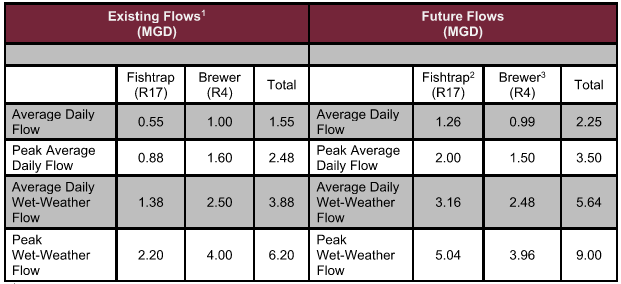 Existing Flows1 Future Flows
(MGD) (MGD)
Fishtrap Brewer Total Fishtrap2 Brewer3 Total
(R17) (R4) (R17) (R4)
Average Daily Flow 0.55 1.00 1.55 Average Daily Flow 1.26 0.99 2.25
Peak Average Daily Flow 0.88 1.60 2.48 Peak Average Daily Flow 2.00 1.50 3.50
Average Daily Wet-Weather Flow 1.38 2.50 3.88 Average Daily Wet-Weather Flow 3.16 2.48 5.64
Peak Wet-Weather Flow 2.20 4.00 6.20 Peak Wet-Weather Flow 5.04 3.96 9.00